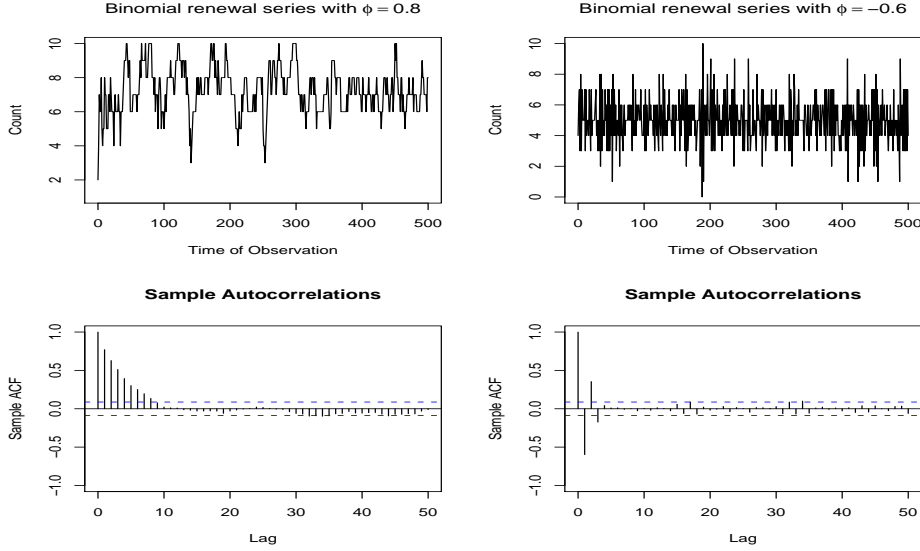 Binomial renewal series with ϕ = 0.8
Count
10
8
6
4
2
0 100 200 300 400 500
Time of Observation
Binomial renewal series with ϕ = −0.6
Count
10
8
6
4
2
0
0 100 200 300 400 500
Time of Observation
Sample Autocorrelations
Sample ACF
1.0
0.5
0.0
−0.5
−1.0
0 10 20 30 40 50
Lag
Sample Autocorrelations
Sample ACF
1.0
0.5
0.0
−0.5
−1.0
0 10 20 30 40 50
Lag